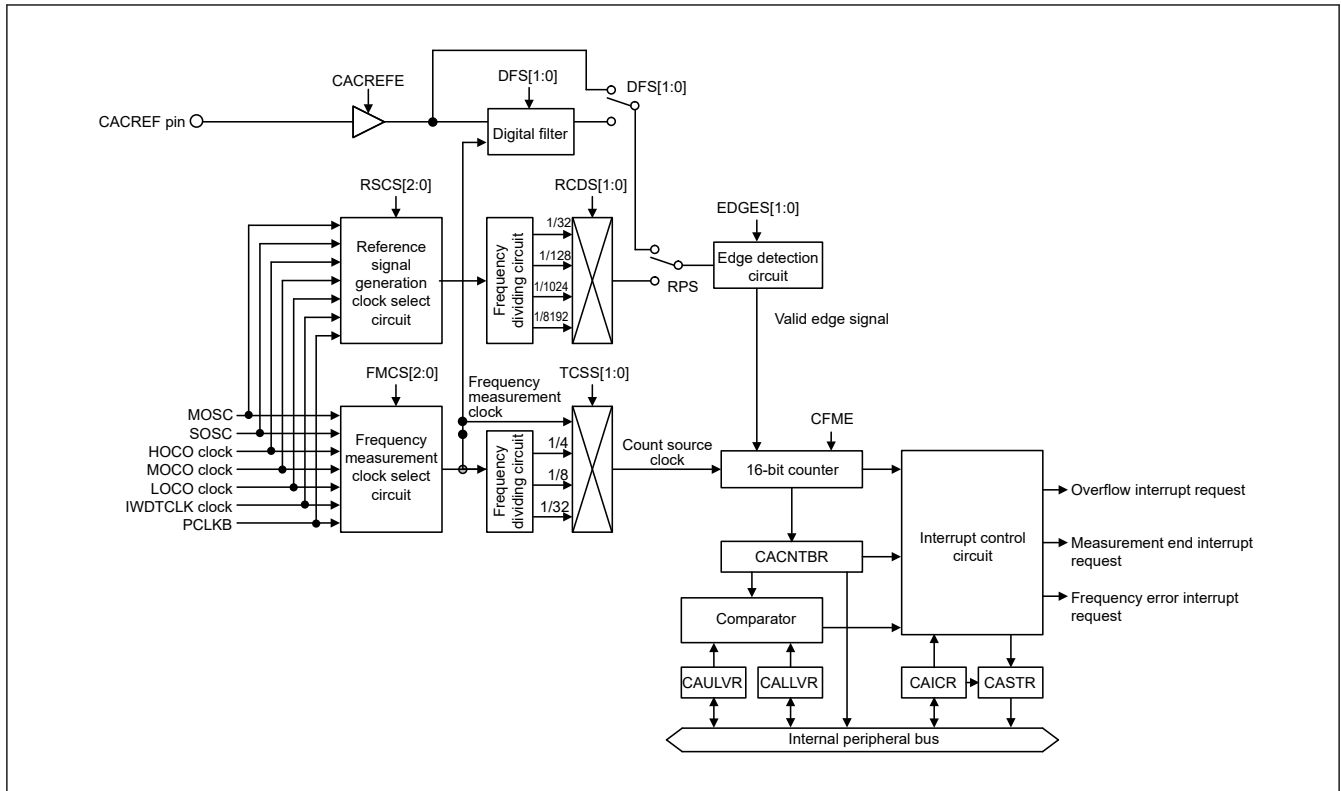 CACREFE
DFS[1:0]
DFS[1:0]
CACREF pin
Digital filter
RSCS[2:0]
RCDS[1:0]
EDGES[1:0]
Reference
signal
generation
clock select
circuit
Frequency
dividing circuit
1/32
1/128
1/1024
1/8192
RPS
Edge detection
circuit
Valid edge signal
FMCS[2:0]
Frequency
measurement
clock
TCSS[1:0]
MOSC
SOSC
HOCO clock
MOCO clock
LOCO clock
IWDTCLK clock
PCLKB
Frequency
measurement
clock select
circuit
Frequency
dividing circuit
1/4
1/8
1/32
Count source
clock
CFME
16-bit counter
CACNTBR
Comparator
CAULVR
CALLVR
Interrupt control
circuit
Overflow interrupt request
Measurement end interrupt
request
Frequency error interrupt
request
CAICR
CASTR
Internal peripheral bus